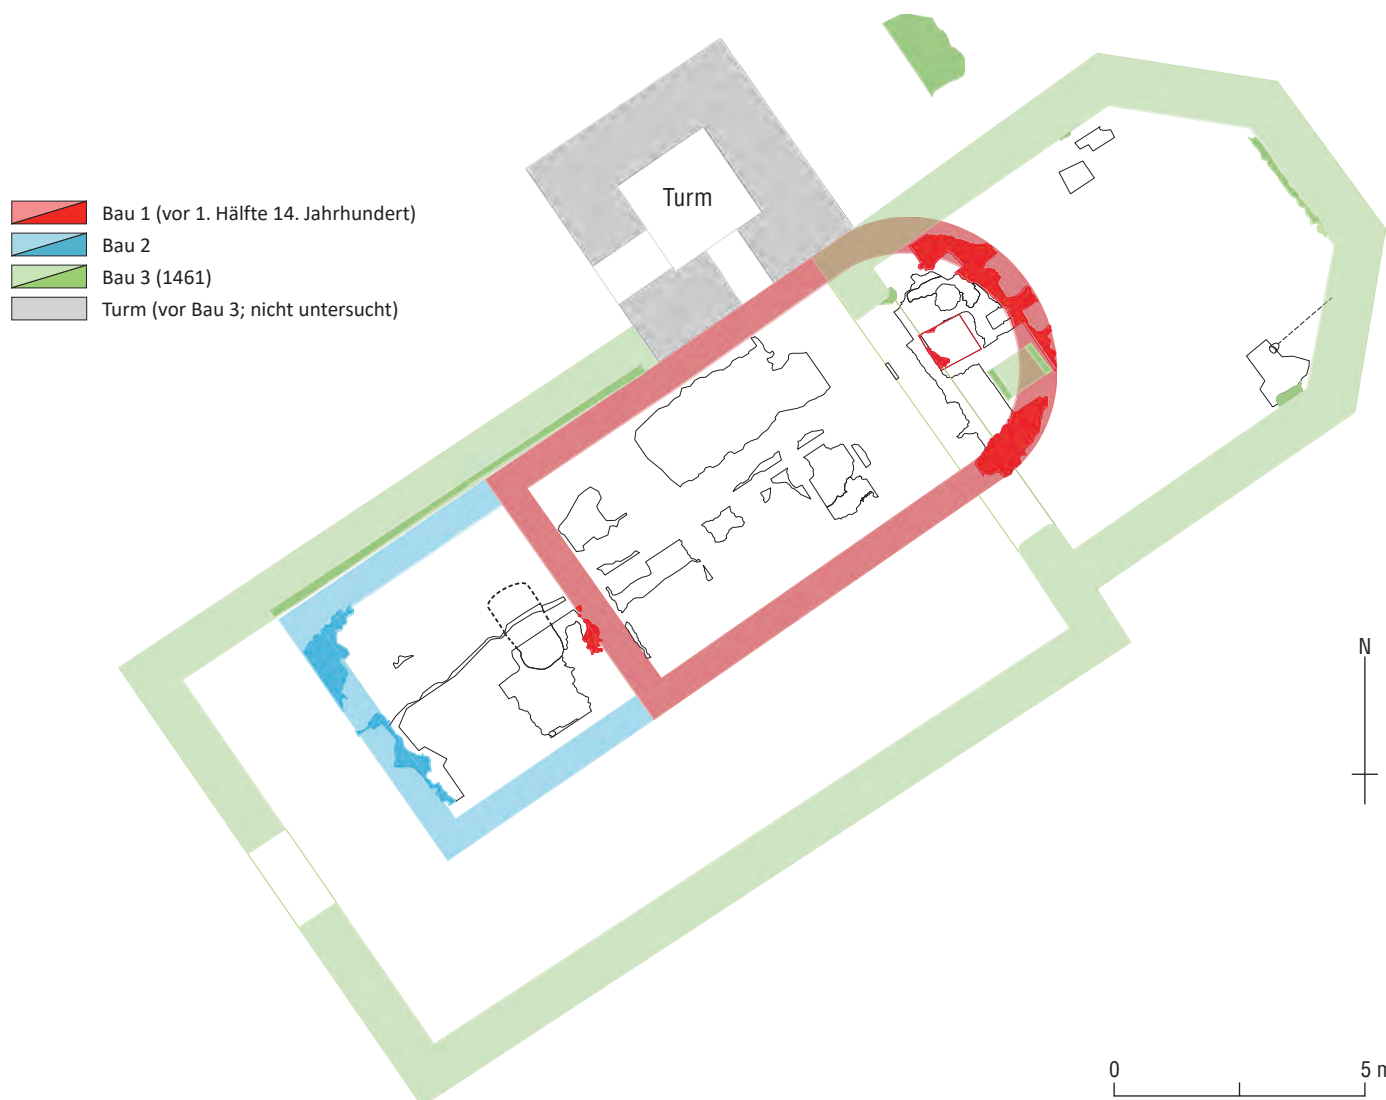 Turm
Bau 1 (vor 1. Hälfte 14. Jahrhundert)
Bau 2
Bau 3 (1461)
Turm (vor Bau 3; nicht untersucht)
N
0 5 m